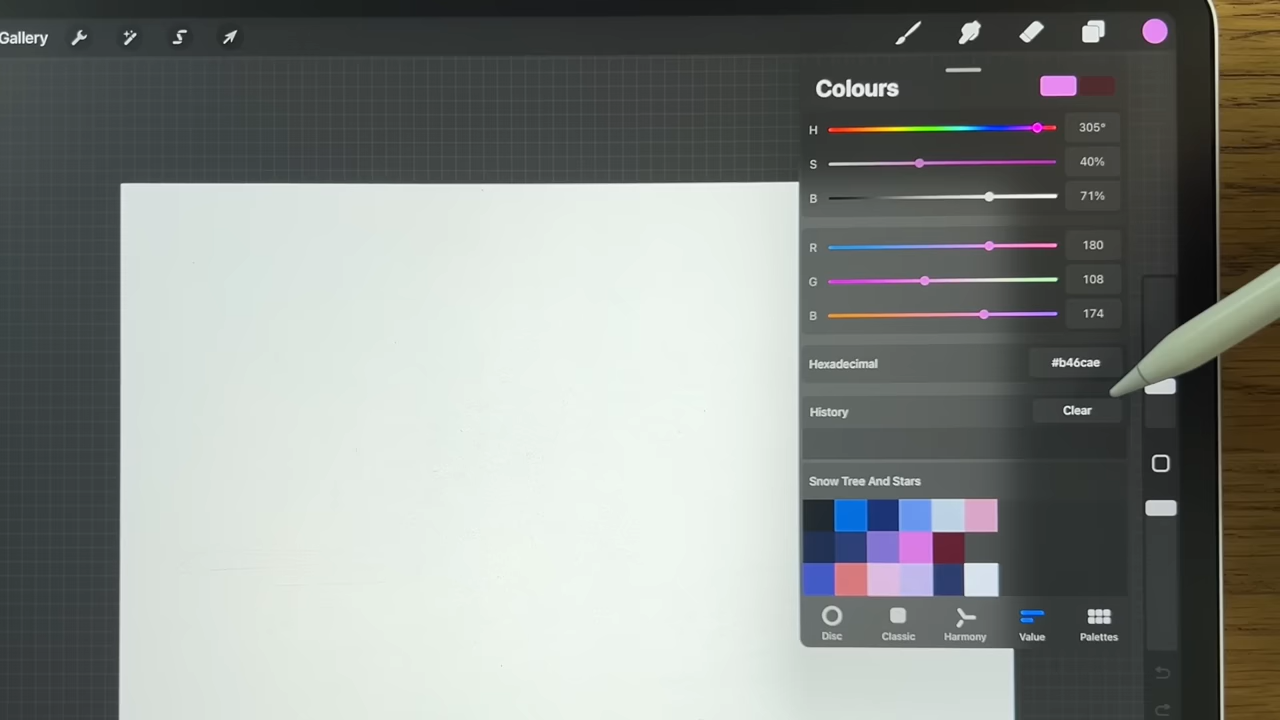 Gallery
Colours
H 305°
S 40%
B 71%
R 180
G 108
B 174
Hexadecimal #b46cae
History Clear
Snow Tree And Stars
Disc Classic Harmony Value Palettes